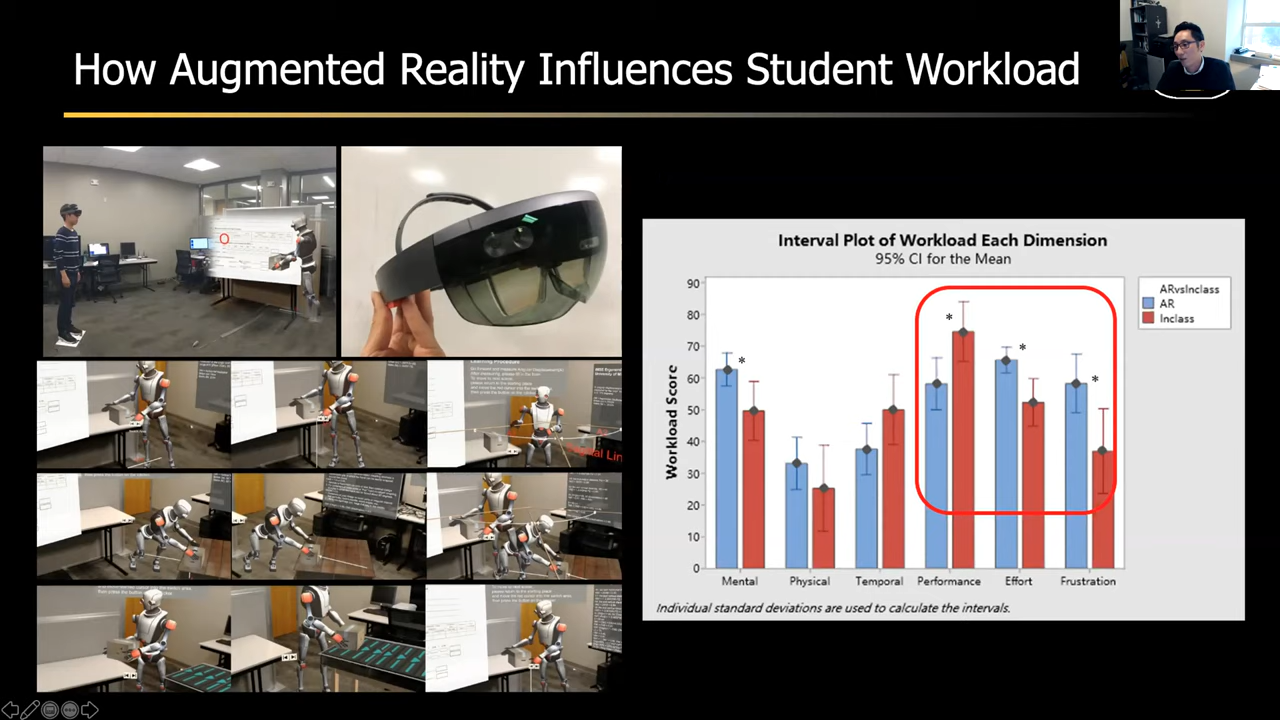 How Augmented Reality Influences Student Workload
Learning Procedure
Interval Plot of Workload Each Dimension
95% CI for the Mean
ARvsInclass
AR
Inclass
Workload Score
90
80
70
60
50
40
30
20
10
0
*
*
*
*
Mental Physical Temporal Performance Effort Frustration
Individual standard deviations are used to calculate the intervals.